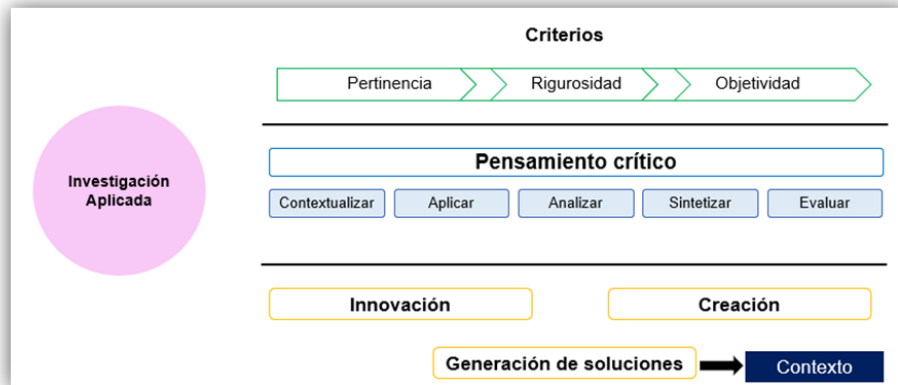 Criterios
Pertinencia
Rigurosidad
Objetividad
Investigación
Aplicada
Pensamiento crítico
Contextualizar
Aplicar
Analizar
Sintetizar
Evaluar
Innovación
Creación
Generación de soluciones
Contexto